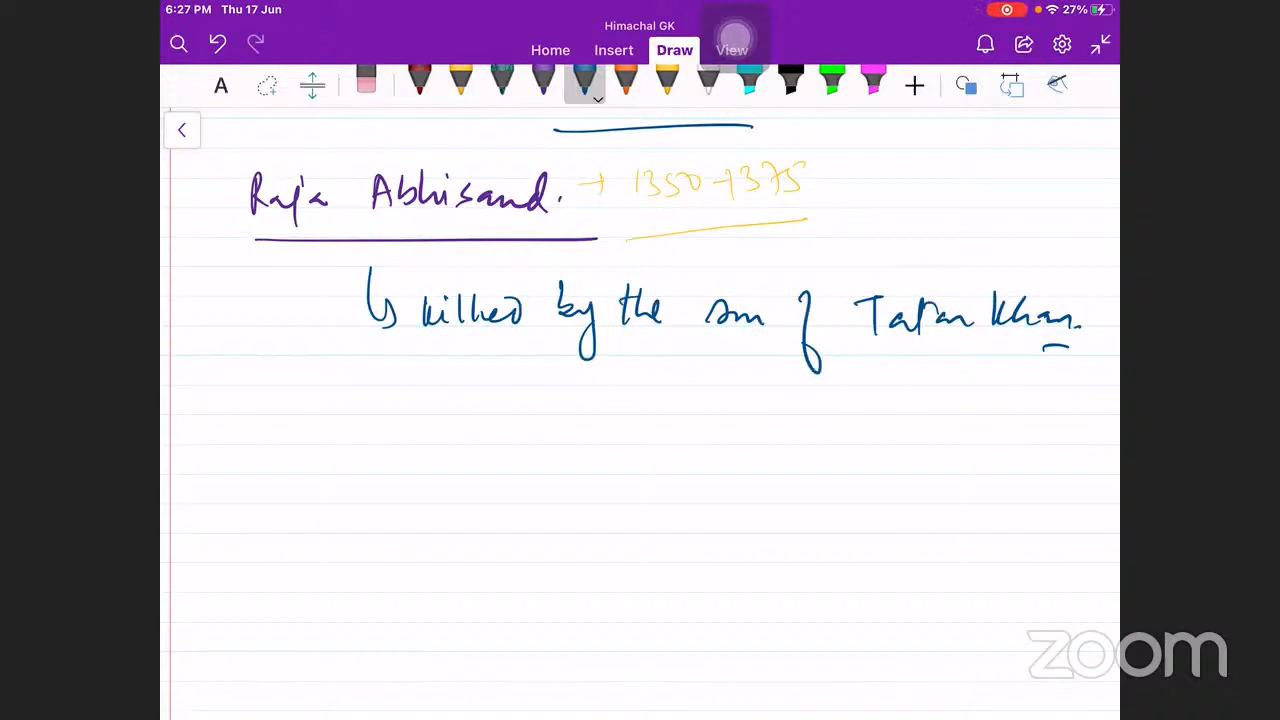 6:27 PM Thu 17 Jun 27%
Himachal GK
Home Insert Draw View
A
Raja Abhisand. → 1350-1375
↳ killed by the son of Tatar Khan.
zoom